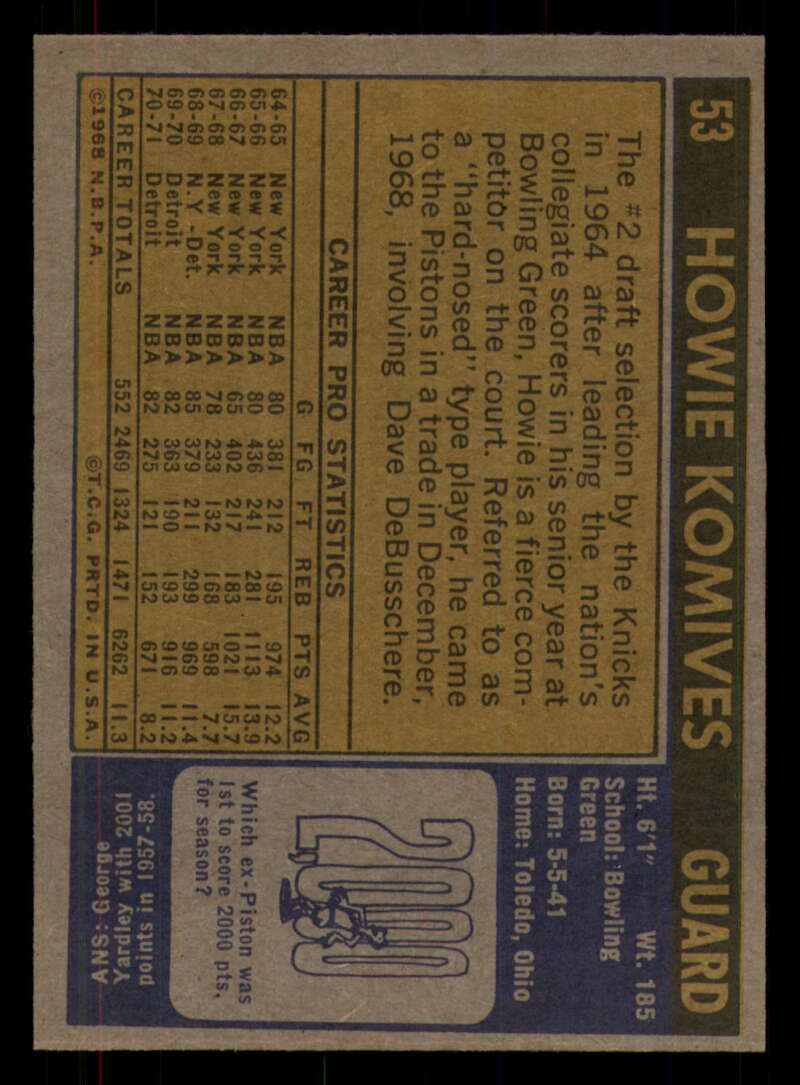 53 HOWIE KOMIVES GUARD
The #2 draft selection by the Knicks
in 1964 after leading the nation's
collegiate scorers in his senior year at
Bowling Green, Howie is a fierce com-
petitor on the court. Referred to as
a "hard-nosed" type player, he came
to the Pistons in a trade in December,
1968, involving Dave DeBusschere.
CAREER PRO STATISTICS
G FG FT REB PTS AVG
64-65 New York NBA 80 381 212 195 974 12.2
65-66 New York NBA 80 436 241 281 1113 13.9
66-67 New York NBA 65 402 217 183 1021 15.7
67-68 New York NBA 78 233 132 168 598 7.7
68-69 N.Y.-Det. NBA 85 379 211 299 969 11.4
69-70 Detroit NBA 82 363 190 193 916 11.2
70-71 Detroit NBA 82 275 121 152 671 8.2
CAREER TOTALS 552 2469 1324 1471 6262 11.3
©1968 N.B.P.A. ©T.C.G. PRTD. IN U.S.A.
Ht. 6'1" Wt. 185
School: Bowling
Green
Born: 5-5-41
Home: Toledo, Ohio
2000
Which ex-Piston was
1st to score 2000 pts.
for season?
ANS: George
Yardley with 2001
points in 1957-58.